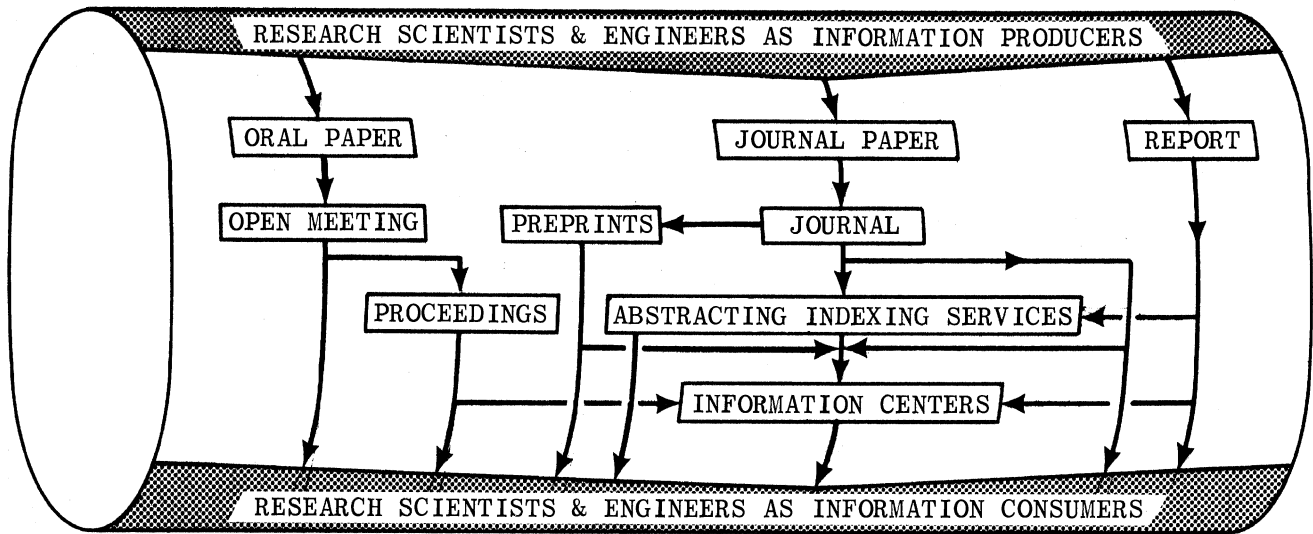 RESEARCH SCIENTISTS & ENGINEERS AS INFORMATION PRODUCERS
ORAL PAPER
JOURNAL PAPER
REPORT
OPEN MEETING
PREPRINTS
JOURNAL
PROCEEDINGS
ABSTRACTING INDEXING SERVICES
INFORMATION CENTERS
RESEARCH SCIENTISTS & ENGINEERS AS INFORMATION CONSUMERS